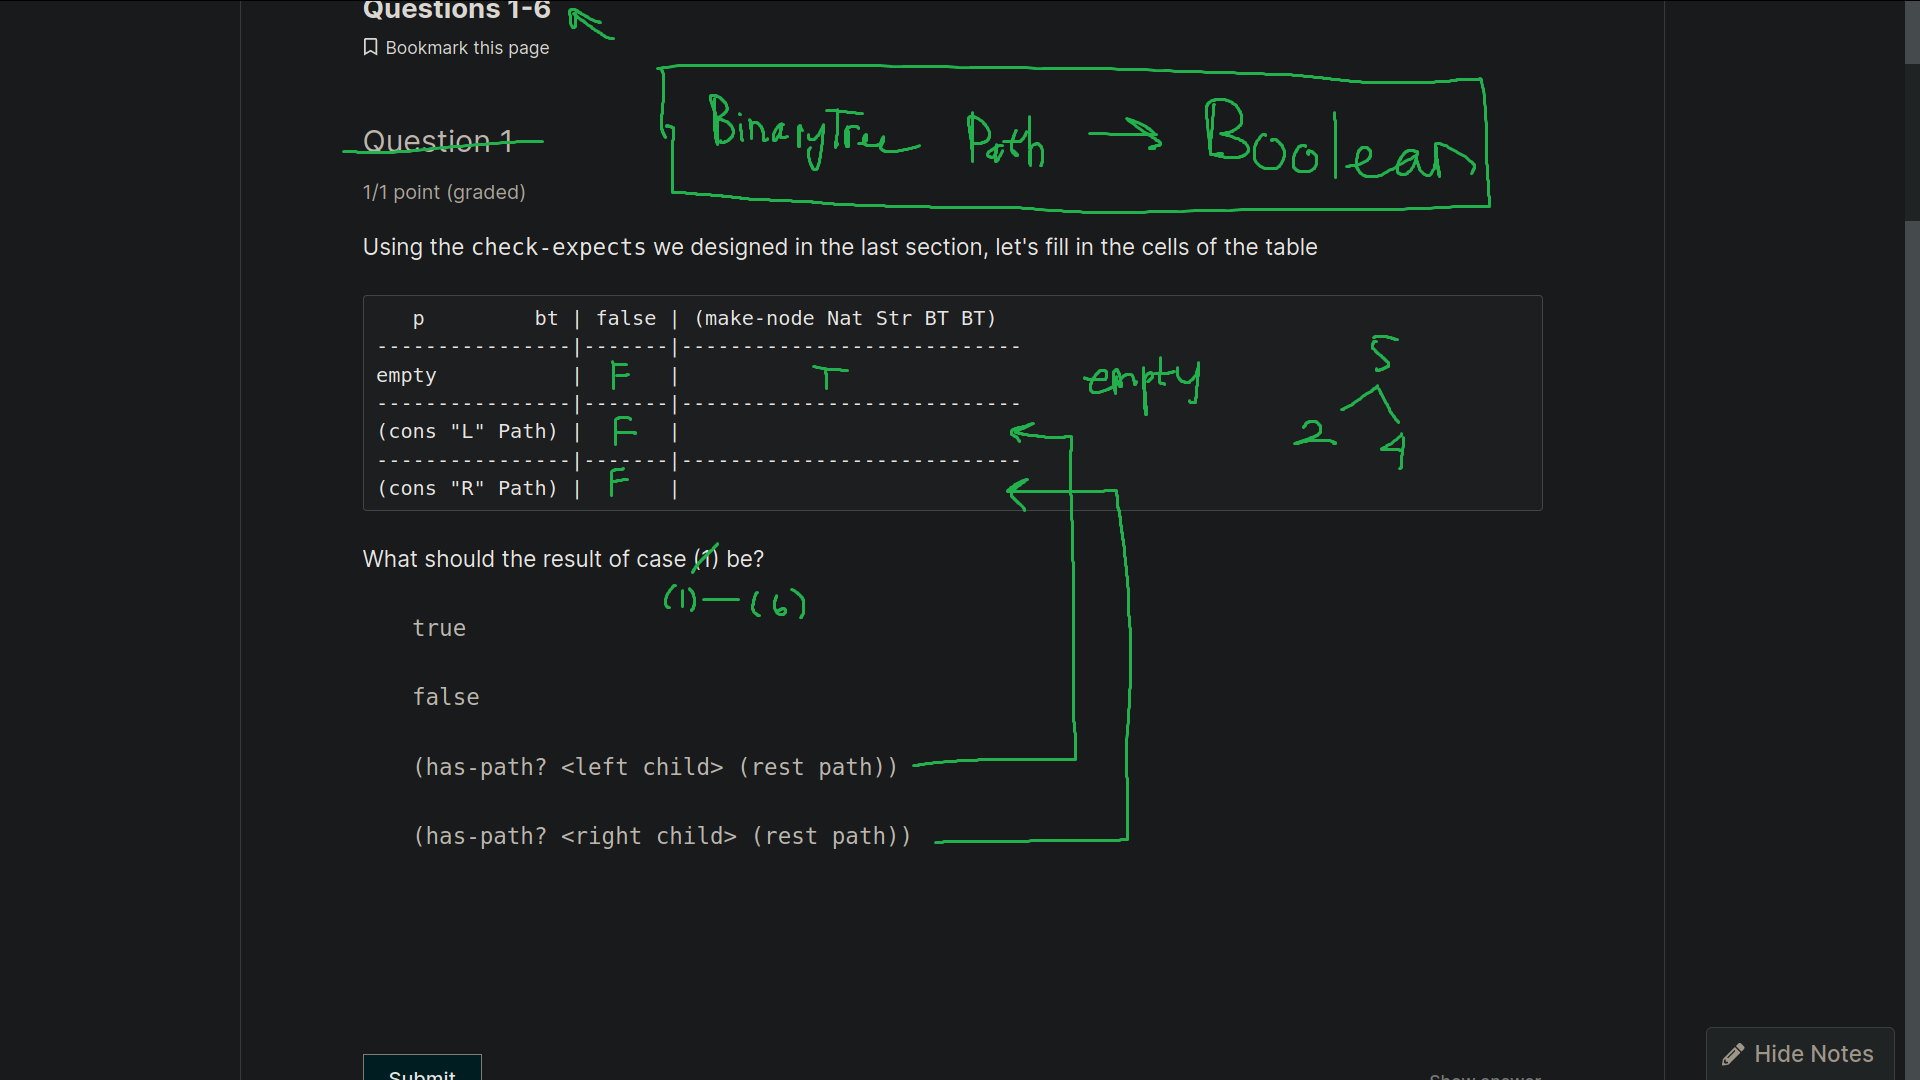 Questions 1-6
Bookmark this page
BinaryTree Path → Boolean
Question 1
1/1 point (graded)
Using the check-expects we designed in the last section, let's fill in the cells of the table
p bt | false | (make-node Nat Str BT BT)
----------------|-------|----------------------------
empty | F | T empty
----------------|-------|----------------------------
(cons "L" Path) | F |
----------------|-------|----------------------------
(cons "R" Path) | F |
5
2 4
What should the result of case (1) be?
(1) — (6)
true
false
(has-path? <left child> (rest path))
(has-path? <right child> (rest path))
Hide Notes
Submit
Show answer